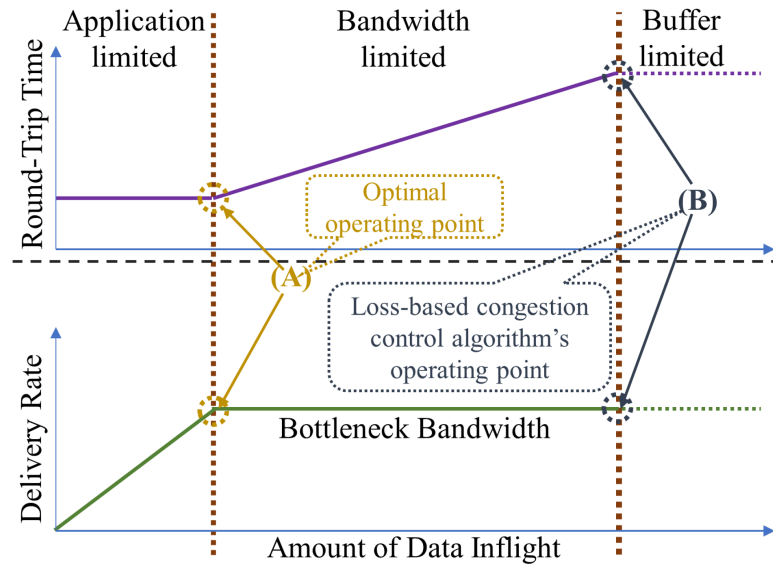 Application
limited
Bandwidth
limited
Buffer
limited
Round-Trip Time
Optimal
operating point
(A)
(B)
Loss-based congestion
control algorithm's
operating point
Delivery Rate
Bottleneck Bandwidth
Amount of Data Inflight